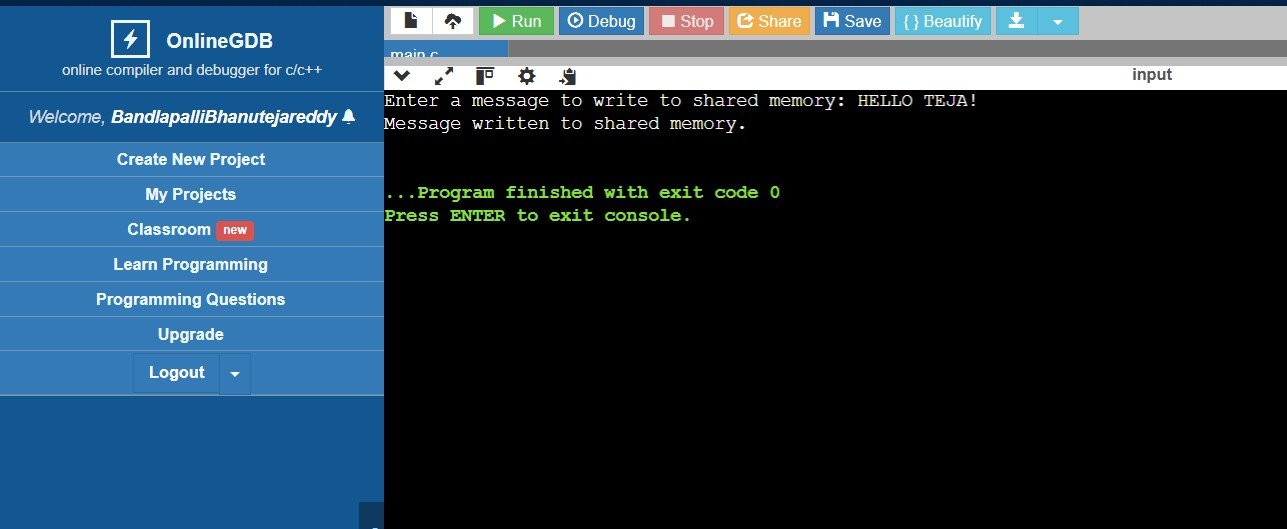 OnlineGDB
online compiler and debugger for c/c++
Welcome, BandlapalliBhanutejareddy
Create New Project
My Projects
Classroom new
Learn Programming
Programming Questions
Upgrade
Logout
Run Debug Stop Share Save { } Beautify
main.c
input
Enter a message to write to shared memory: HELLO TEJA!
Message written to shared memory.
...Program finished with exit code 0
Press ENTER to exit console.